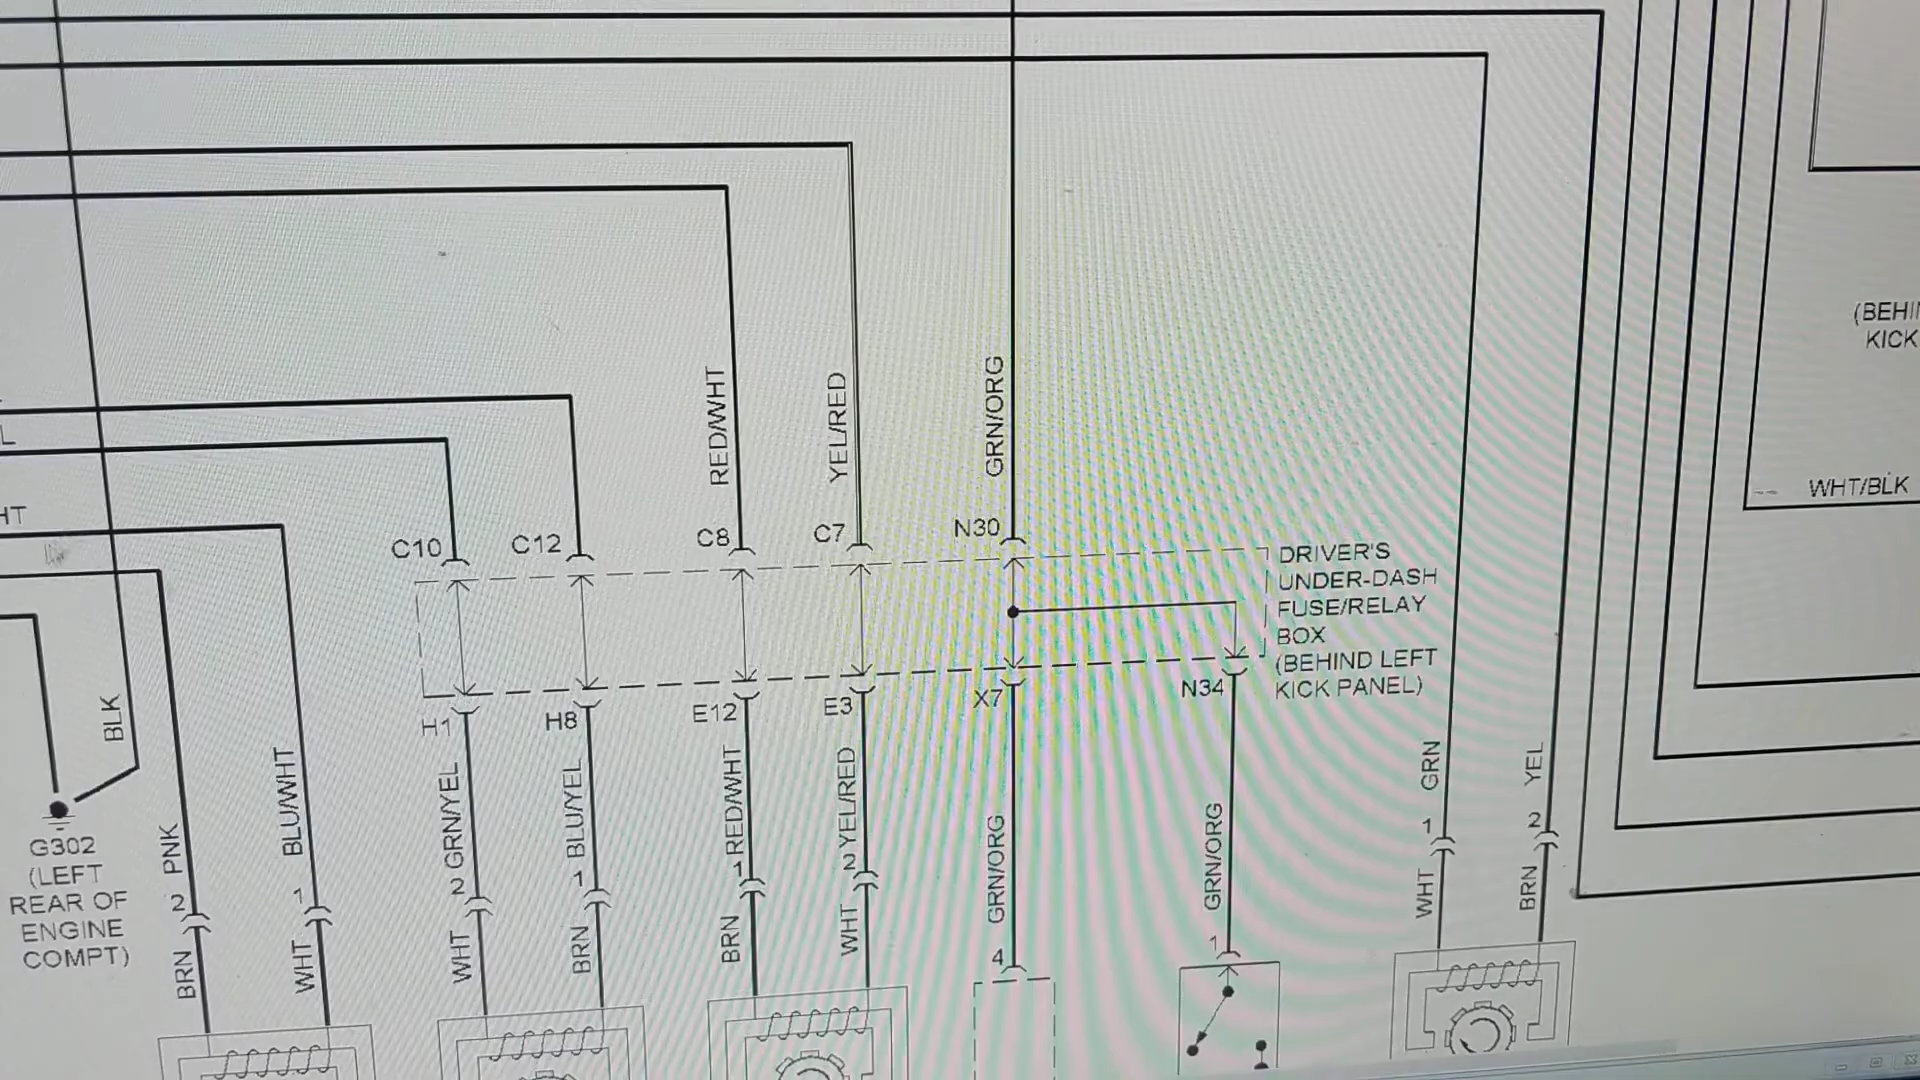 (BEHI
KICK
RED/WHT
YEL/RED
GRN/ORG
L
WHT/BLK
HT
C10
C12
C8
C7
N30
DRIVER'S
UNDER-DASH
FUSE/RELAY
BOX
(BEHIND LEFT
KICK PANEL)
H1
H8
E12
E3
X7
N34
BLK
G302
(LEFT
REAR OF
ENGINE
COMPT)
PNK
BLU/WHT
GRN/YEL
BLU/YEL
RED/WHT
YEL/RED
GRN/ORG
GRN/ORG
GRN
YEL
2
1
2
1
1
2
4
1
1
2
BRN
WHT
WHT
BRN
BRN
WHT
WHT
BRN